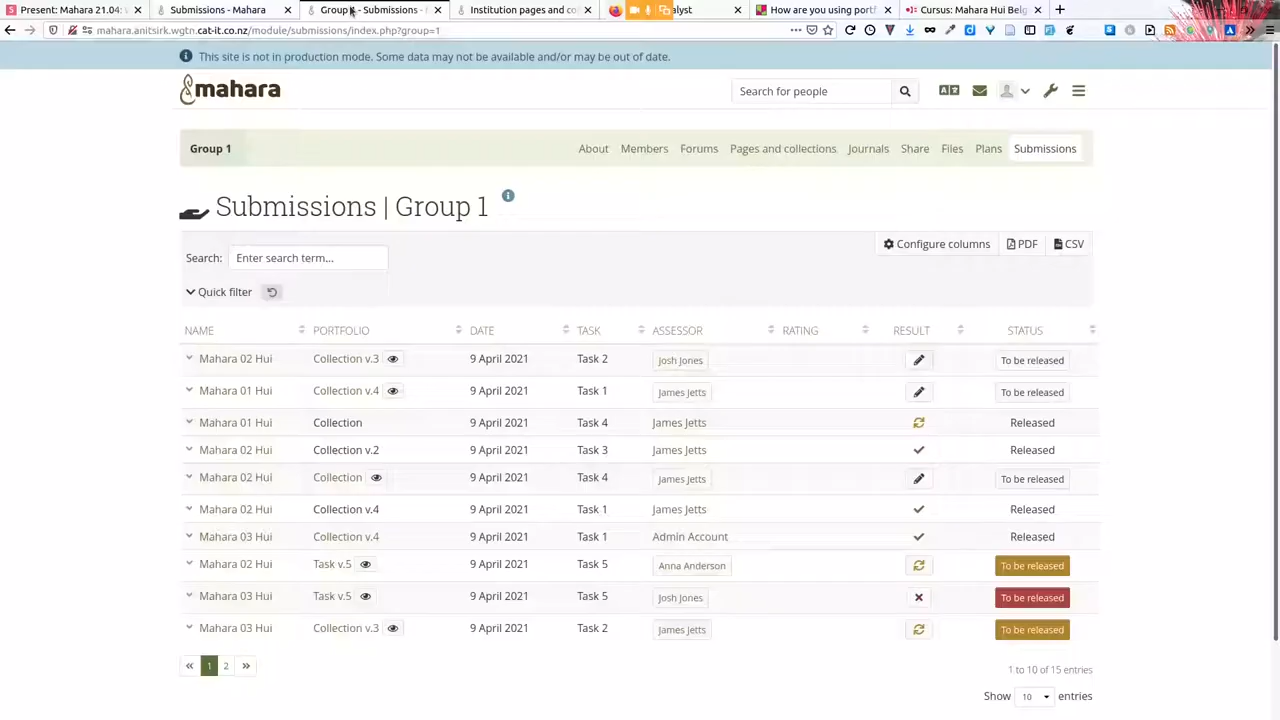 Present: Mahara 21.04:
Submissions - Mahara
Group
- Submissions -
Institution pages and co
alyst
How are you using portf
Cursus: Mahara Hui Belg
mahara.anitsirk.wgtn.cat-it.co.nz/module/submissions/index.php?group=1
This site is not in production mode. Some data may not be available and/or may be out of date.
mahara
Search for people
Group 1
About
Members
Forums
Pages and collections
Journals
Share
Files
Plans
Submissions
Submissions | Group 1
Configure columns
PDF
CSV
Search:
Enter search term...
Quick filter
NAME PORTFOLIO DATE TASK ASSESSOR RATING RESULT STATUS
Mahara 02 Hui Collection v.3 9 April 2021 Task 2 Josh Jones To be released
Mahara 01 Hui Collection v.4 9 April 2021 Task 1 James Jetts To be released
Mahara 01 Hui Collection 9 April 2021 Task 4 James Jetts Released
Mahara 02 Hui Collection v.2 9 April 2021 Task 3 James Jetts Released
Mahara 02 Hui Collection 9 April 2021 Task 4 James Jetts To be released
Mahara 02 Hui Collection v.4 9 April 2021 Task 1 James Jetts Released
Mahara 03 Hui Collection v.4 9 April 2021 Task 1 Admin Account Released
Mahara 02 Hui Task v.5 9 April 2021 Task 5 Anna Anderson To be released
Mahara 03 Hui Task v.5 9 April 2021 Task 5 Josh Jones To be released
Mahara 03 Hui Collection v.3 9 April 2021 Task 2 James Jetts To be released
« 1 2 »
1 to 10 of 15 entries
Show 10 entries